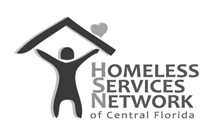 HOMELESS
SERVICES
NETWORK
of Central Florida